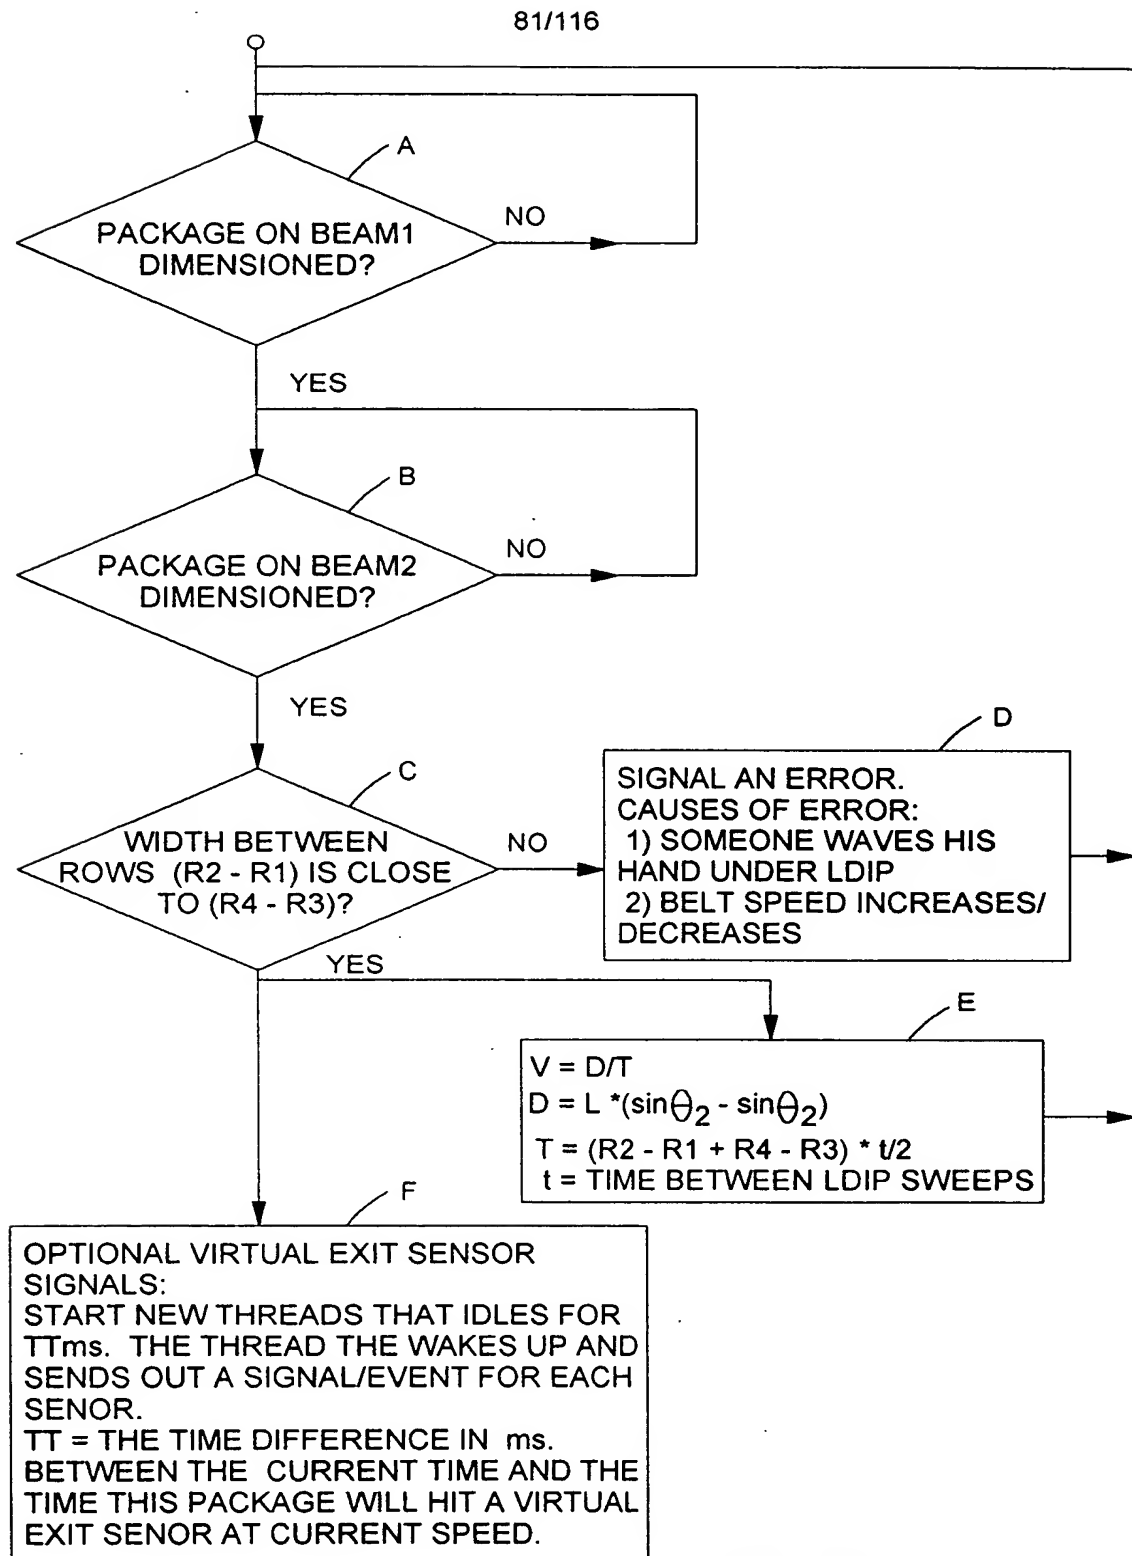 81/116
A
PACKAGE ON BEAM1
DIMENSIONED?
NO
YES
B
PACKAGE ON BEAM2
DIMENSIONED?
NO
YES
C
WIDTH BETWEEN
ROWS (R2 - R1) IS CLOSE
TO (R4 - R3)?
NO
YES
D
SIGNAL AN ERROR.
CAUSES OF ERROR:
1) SOMEONE WAVES HIS
HAND UNDER LDIP
2) BELT SPEED INCREASES/
DECREASES
E
V = D/T
D = L *(sinθ2 - sinθ2)
T = (R2 - R1 + R4 - R3) * t/2
t = TIME BETWEEN LDIP SWEEPS
F
OPTIONAL VIRTUAL EXIT SENSOR
SIGNALS:
START NEW THREADS THAT IDLES FOR
TTms. THE THREAD THE WAKES UP AND
SENDS OUT A SIGNAL/EVENT FOR EACH
SENOR.
TT = THE TIME DIFFERENCE IN ms.
BETWEEN THE CURRENT TIME AND THE
TIME THIS PACKAGE WILL HIT A VIRTUAL
EXIT SENOR AT CURRENT SPEED.